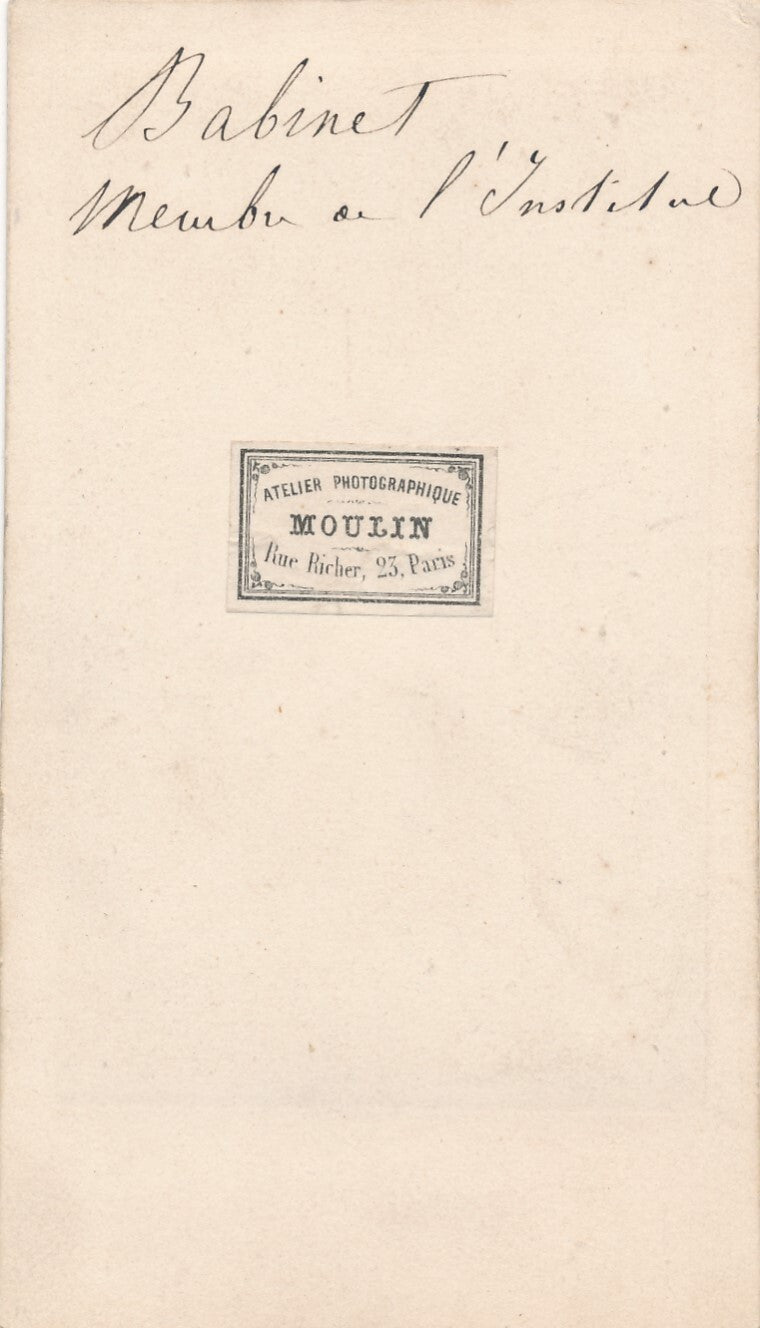 Babinet
Membre de l'Institut
ATELIER PHOTOGRAPHIQUE
MOULIN
Rue Richer, 23, Paris